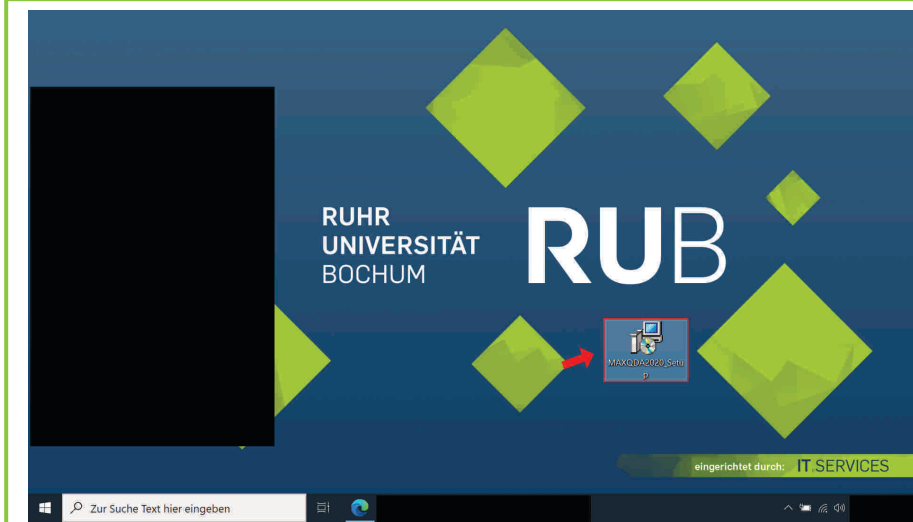 RUHR
UNIVERSITÄT
BOCHUM
RUB
MAXQDA2020_Setu
p
eingerichtet durch: IT.SERVICES
Zur Suche Text hier eingeben